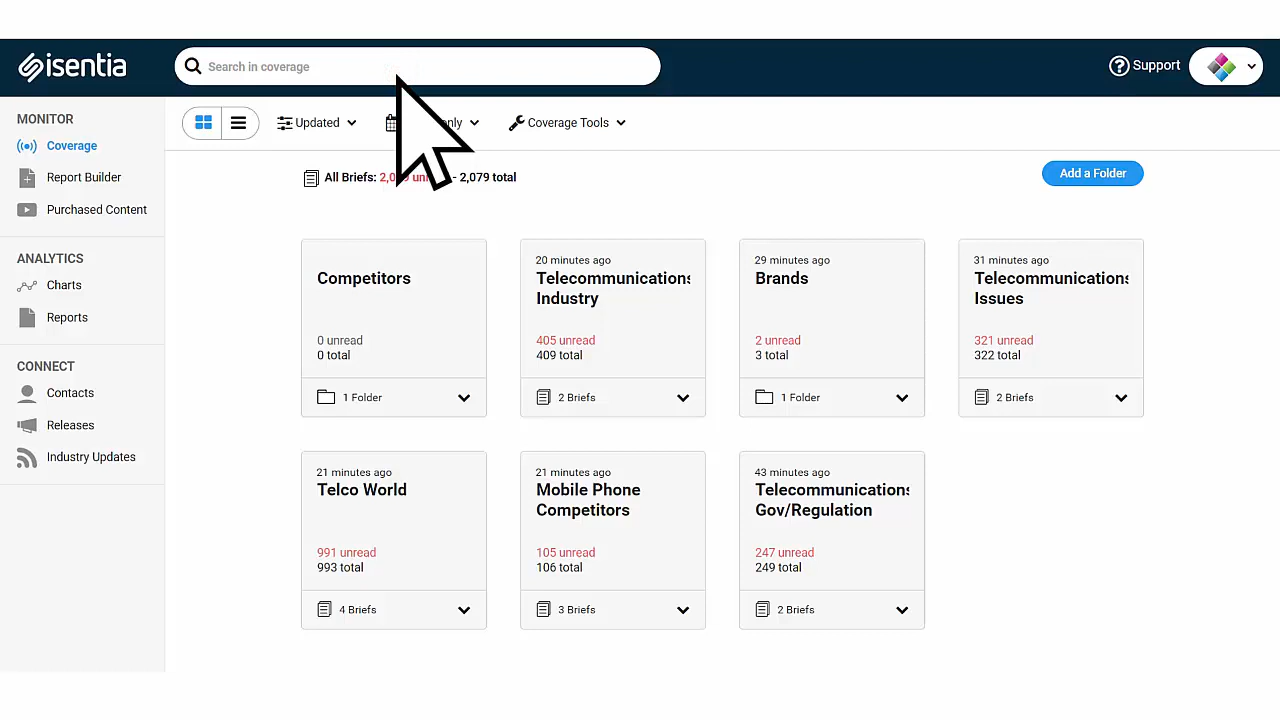 isentia
Search in coverage
Support
MONITOR
Coverage
Report Builder
Purchased Content
ANALYTICS
Charts
Reports
CONNECT
Contacts
Releases
Industry Updates
Updated
Coverage Tools
All Briefs: - 2,079 total
Add a Folder
Competitors
0 unread
0 total
1 Folder
20 minutes ago
Telecommunications
Industry
405 unread
409 total
2 Briefs
29 minutes ago
Brands
2 unread
3 total
1 Folder
31 minutes ago
Telecommunications
Issues
321 unread
322 total
2 Briefs
21 minutes ago
Telco World
991 unread
993 total
4 Briefs
21 minutes ago
Mobile Phone
Competitors
105 unread
106 total
3 Briefs
43 minutes ago
Telecommunications
Gov/Regulation
247 unread
249 total
2 Briefs